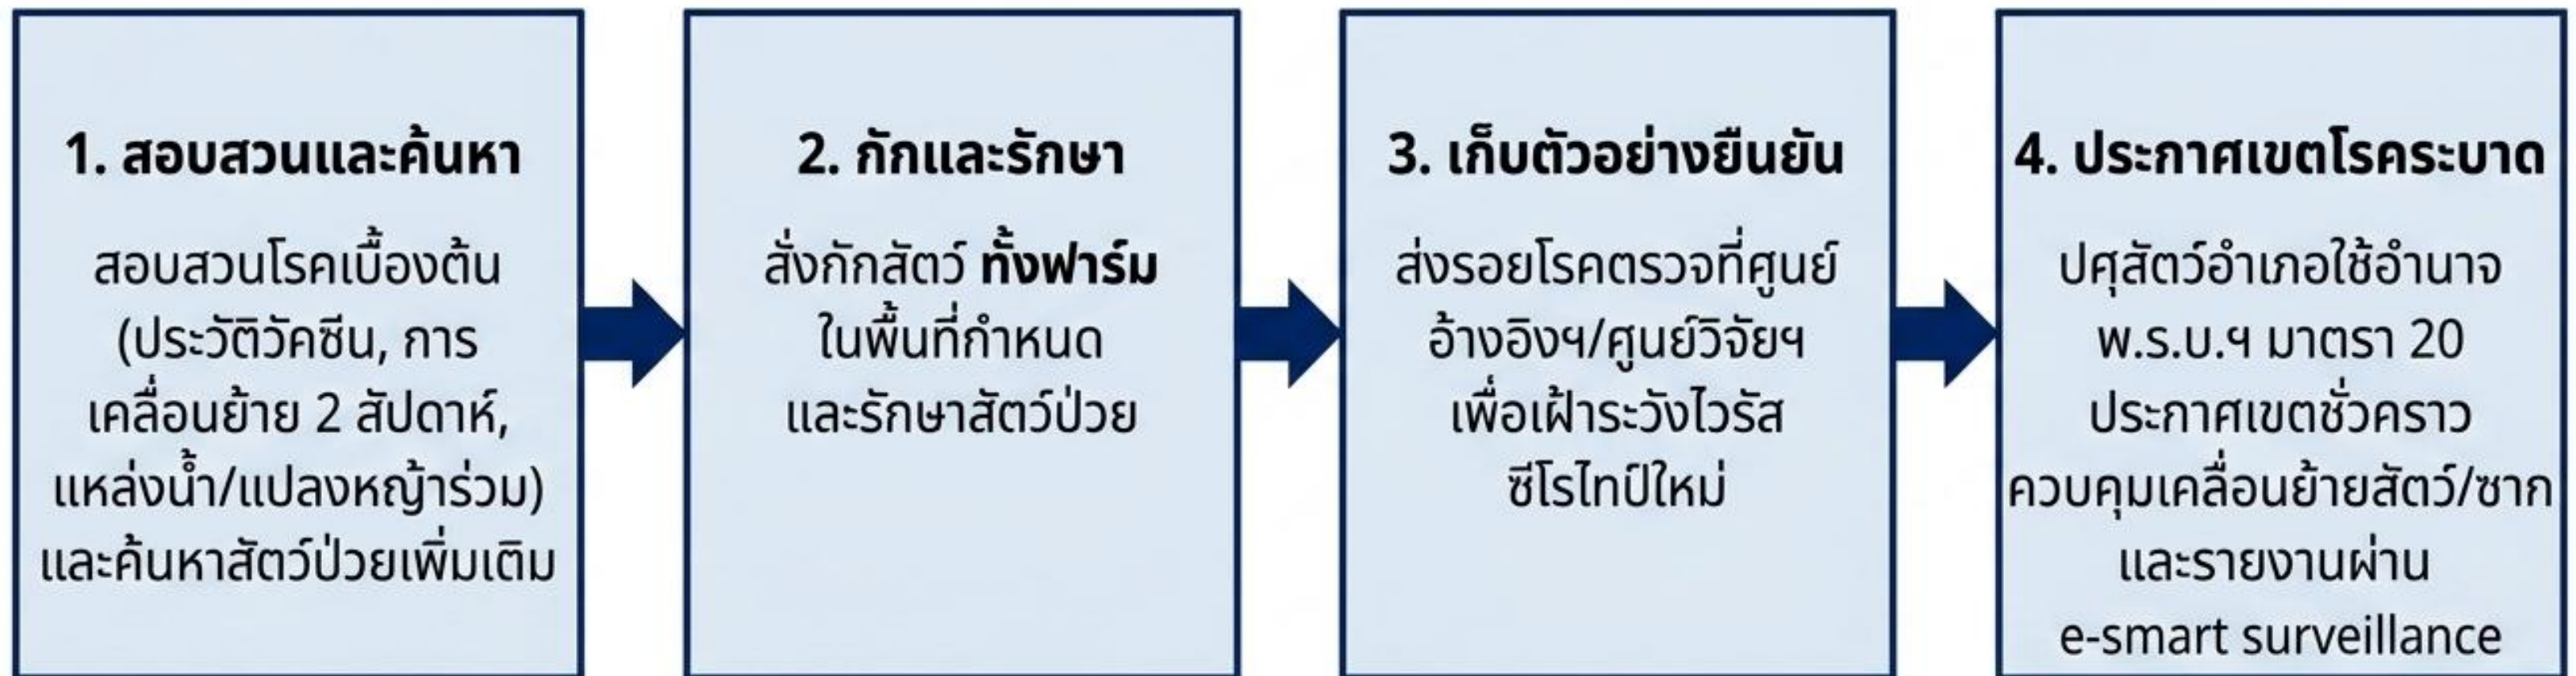 1. สอบสวนและค้นหา
สอบสวนโรคเบื้องต้น
(ประวัติวัคซีน, การ
เคลื่อนย้าย 2 สัปดาห์,
แหล่งน้ำ/แปลงหญ้าร่วม)
และค้นหาสัตว์ป่วยเพิ่มเติม
2. กักและรักษา
สั่งกักสัตว์ ทั้งฟาร์ม
ในพื้นที่กำหนด
และรักษาสัตว์ป่วย
3. เก็บตัวอย่างยืนยัน
ส่งรอยโรคตรวจที่ศูนย์
อ้างอิงฯ/ศูนย์วิจัยฯ
เพื่อเฝ้าระวังไวรัส
ซีโรไทป์ใหม่
4. ประกาศเขตโรคระบาด
ปศุสัตว์อำเภอใช้อำนาจ
พ.ร.บ.ฯ มาตรา 20
ประกาศเขตชั่วคราว
ควบคุมเคลื่อนย้ายสัตว์/ซาก
และรายงานผ่าน
e-smart surveillance